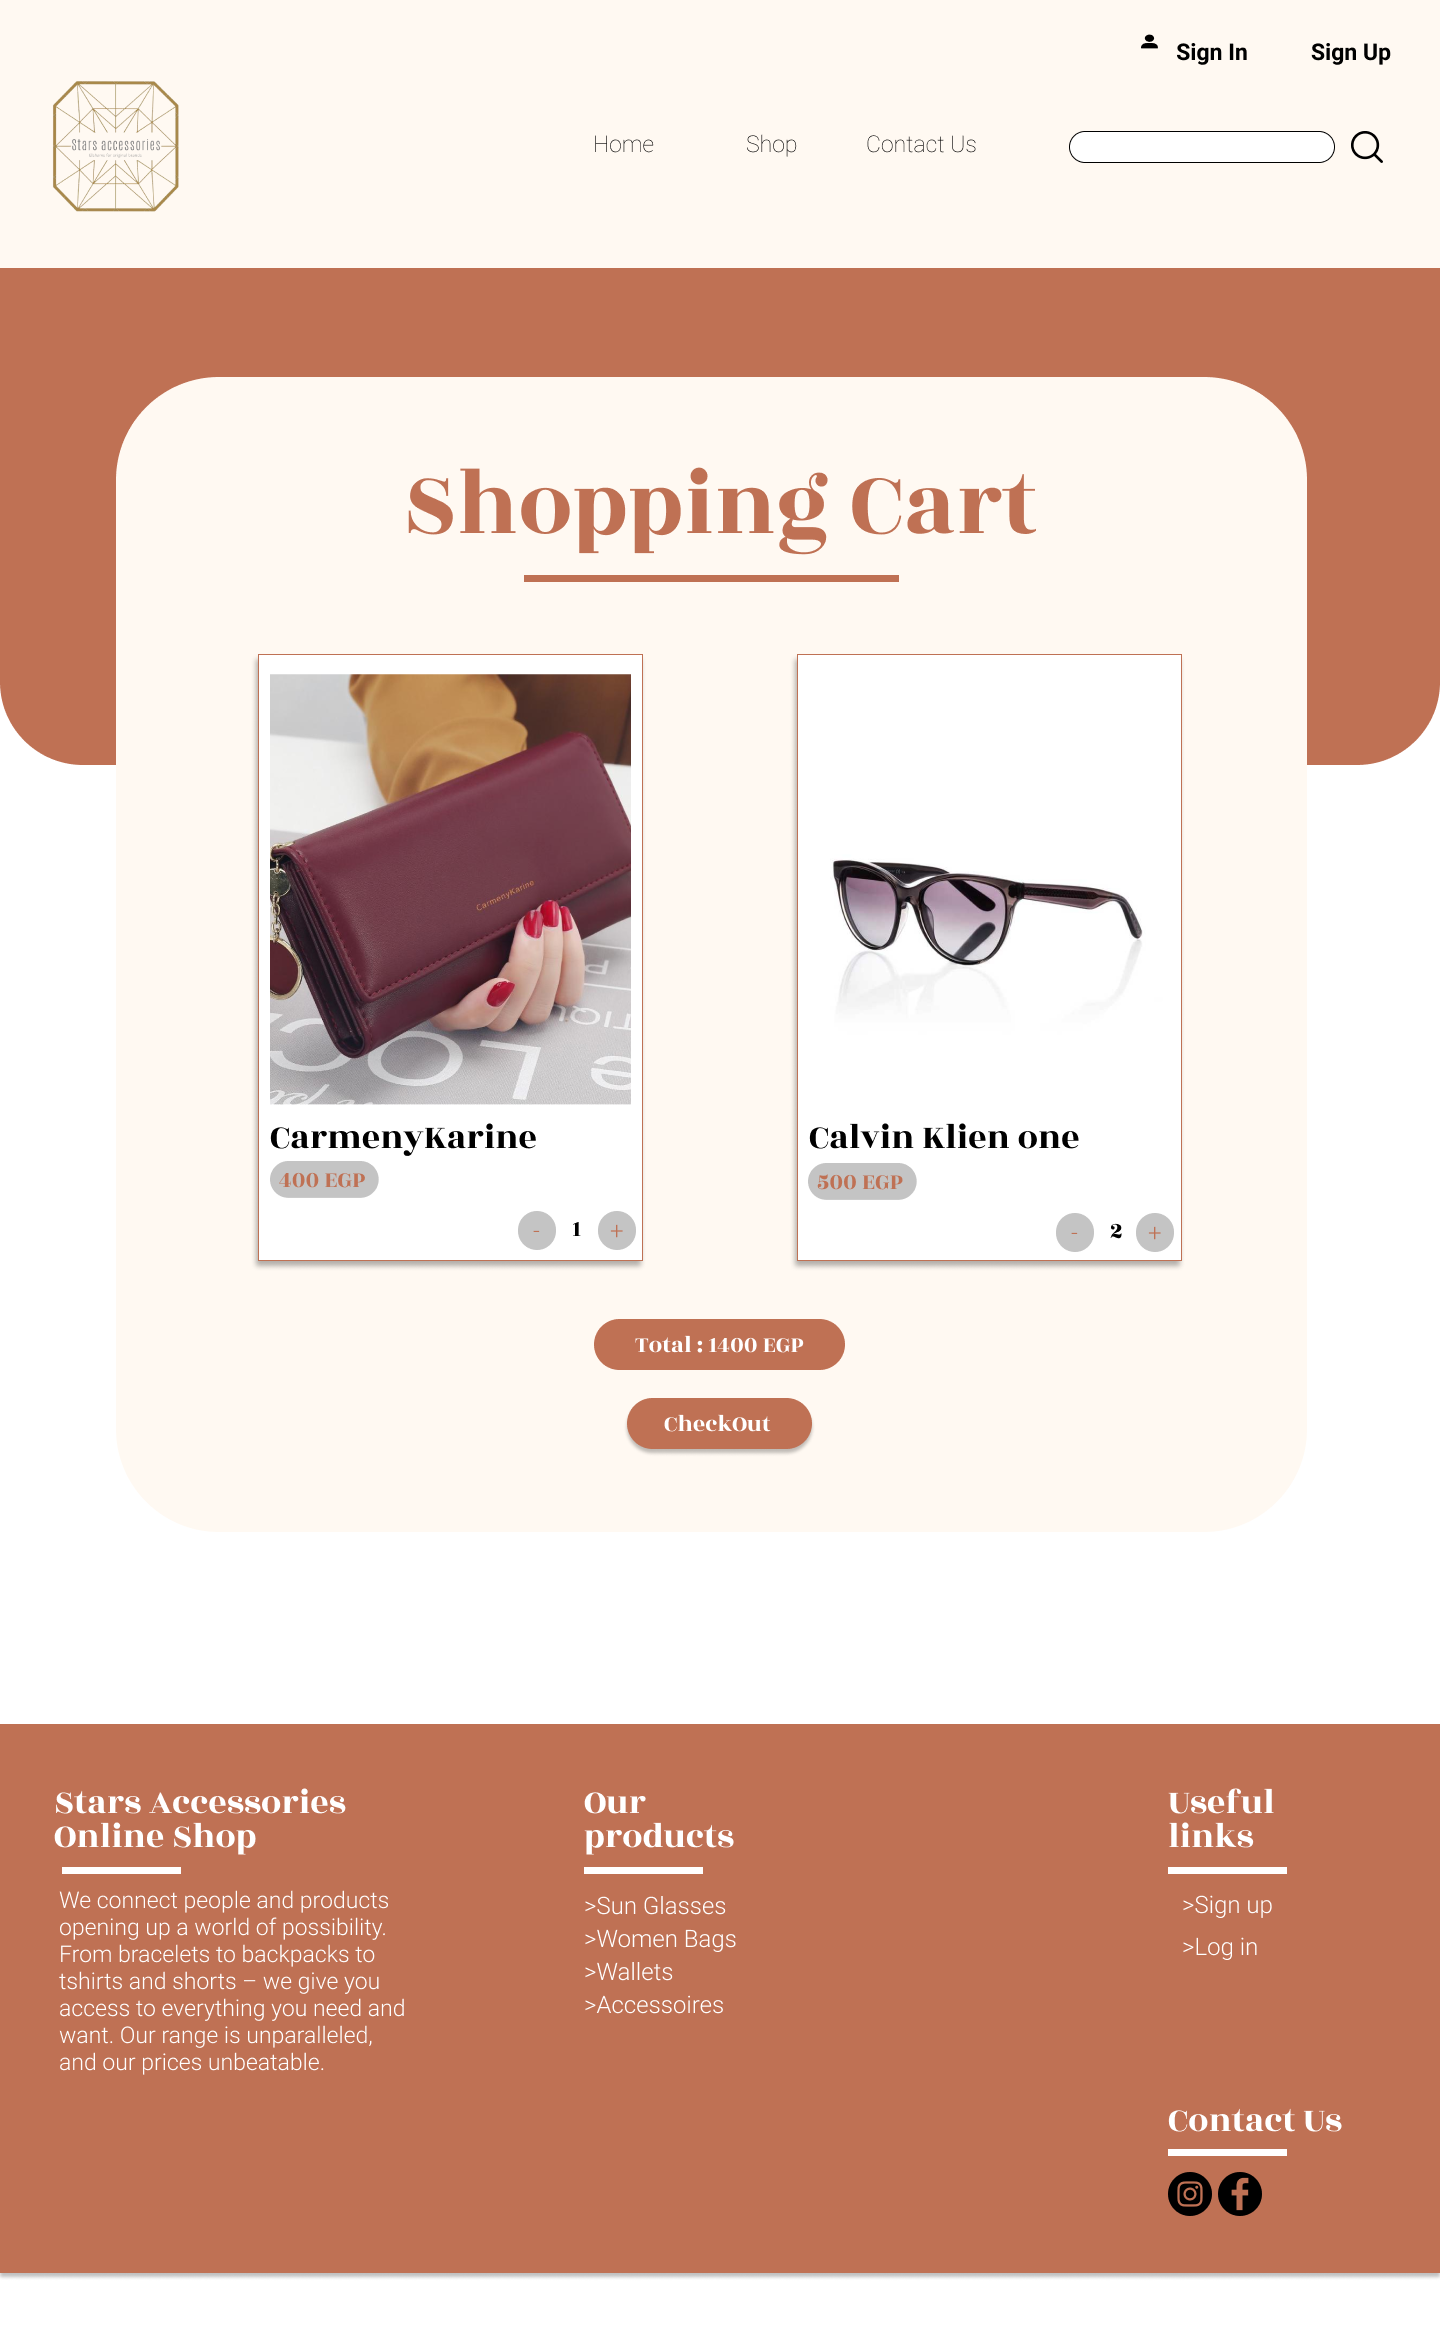 Sign In
Sign Up
Stars accessories
Home
Shop
Contact Us
Shopping Cart
CarmenyKarine
CarmenyKarine
400 EGP
- 1 +
Calvin Klien one
500 EGP
- 2 +
Total : 1400 EGP
CheckOut
Stars Accessories
Online Shop
We connect people and products
opening up a world of possibility.
From bracelets to backpacks to
tshirts and shorts – we give you
access to everything you need and
want. Our range is unparalleled,
and our prices unbeatable.
Our
products
>Sun Glasses
>Women Bags
>Wallets
>Accessoires
Useful
links
>Sign up
>Log in
Contact Us